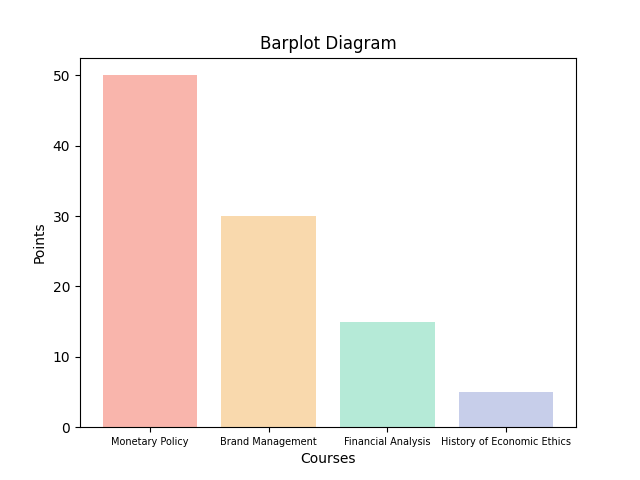 Barplot Diagram
50
40
30
20
10
0
Points
Monetary Policy Brand Management Financial Analysis History of Economic Ethics
Courses